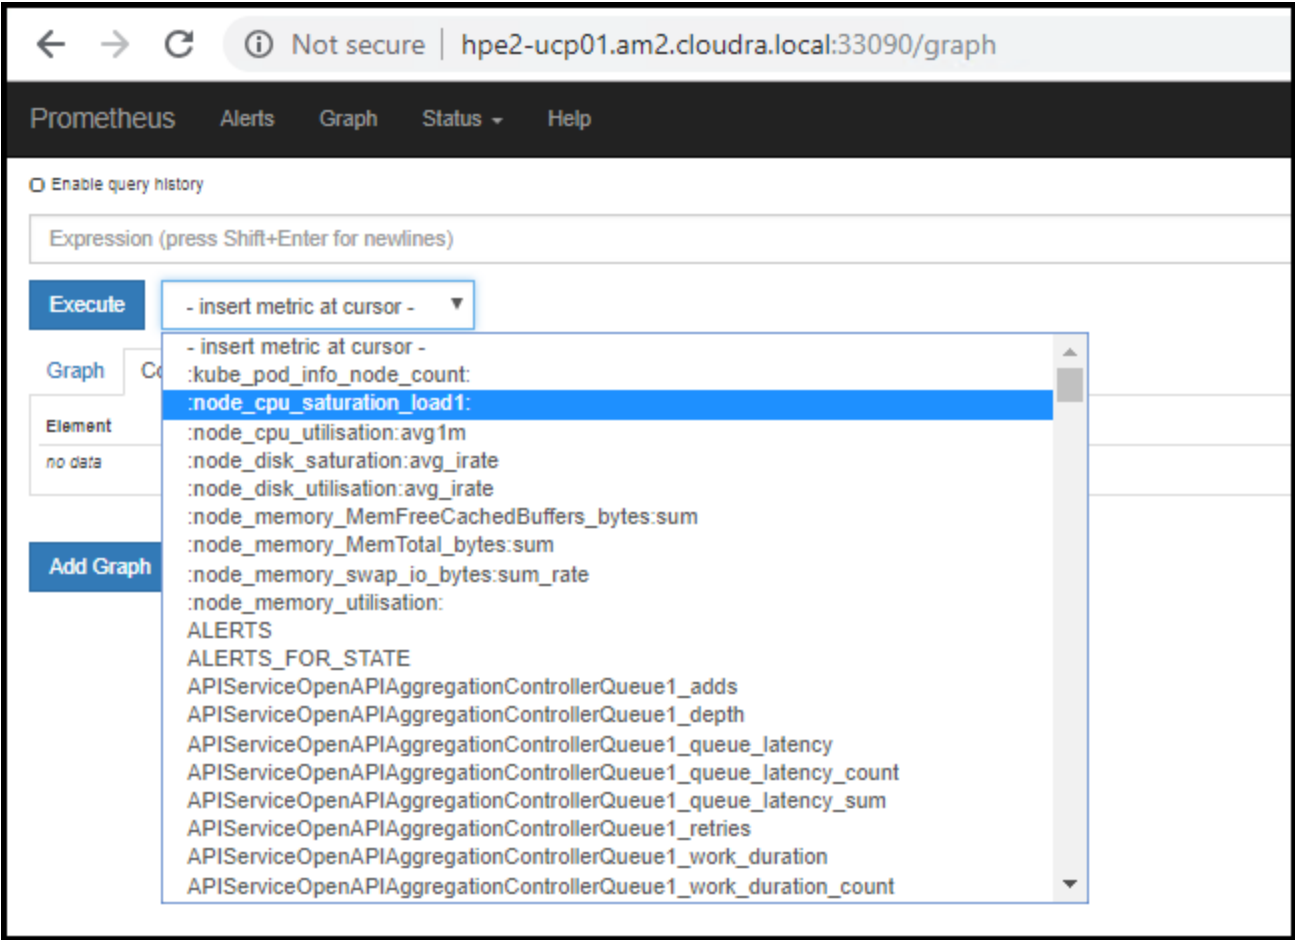 Not secure | hpe2-ucp01.am2.cloudra.local:33090/graph
Prometheus Alerts Graph Status Help
Enable query history
Expression (press Shift+Enter for newlines)
Execute - insert metric at cursor -
- insert metric at cursor -
:kube_pod_info_node_count:
Graph Co
:node_cpu_saturation_load1:
Element
:node_cpu_utilisation:avg1m
no data
:node_disk_saturation:avg_irate
:node_disk_utilisation:avg_irate
:node_memory_MemFreeCachedBuffers_bytes:sum
:node_memory_MemTotal_bytes:sum
Add Graph
:node_memory_swap_io_bytes:sum_rate
:node_memory_utilisation:
ALERTS
ALERTS_FOR_STATE
APIServiceOpenAPIAggregationControllerQueue1_adds
APIServiceOpenAPIAggregationControllerQueue1_depth
APIServiceOpenAPIAggregationControllerQueue1_queue_latency
APIServiceOpenAPIAggregationControllerQueue1_queue_latency_count
APIServiceOpenAPIAggregationControllerQueue1_queue_latency_sum
APIServiceOpenAPIAggregationControllerQueue1_retries
APIServiceOpenAPIAggregationControllerQueue1_work_duration
APIServiceOpenAPIAggregationControllerQueue1_work_duration_count